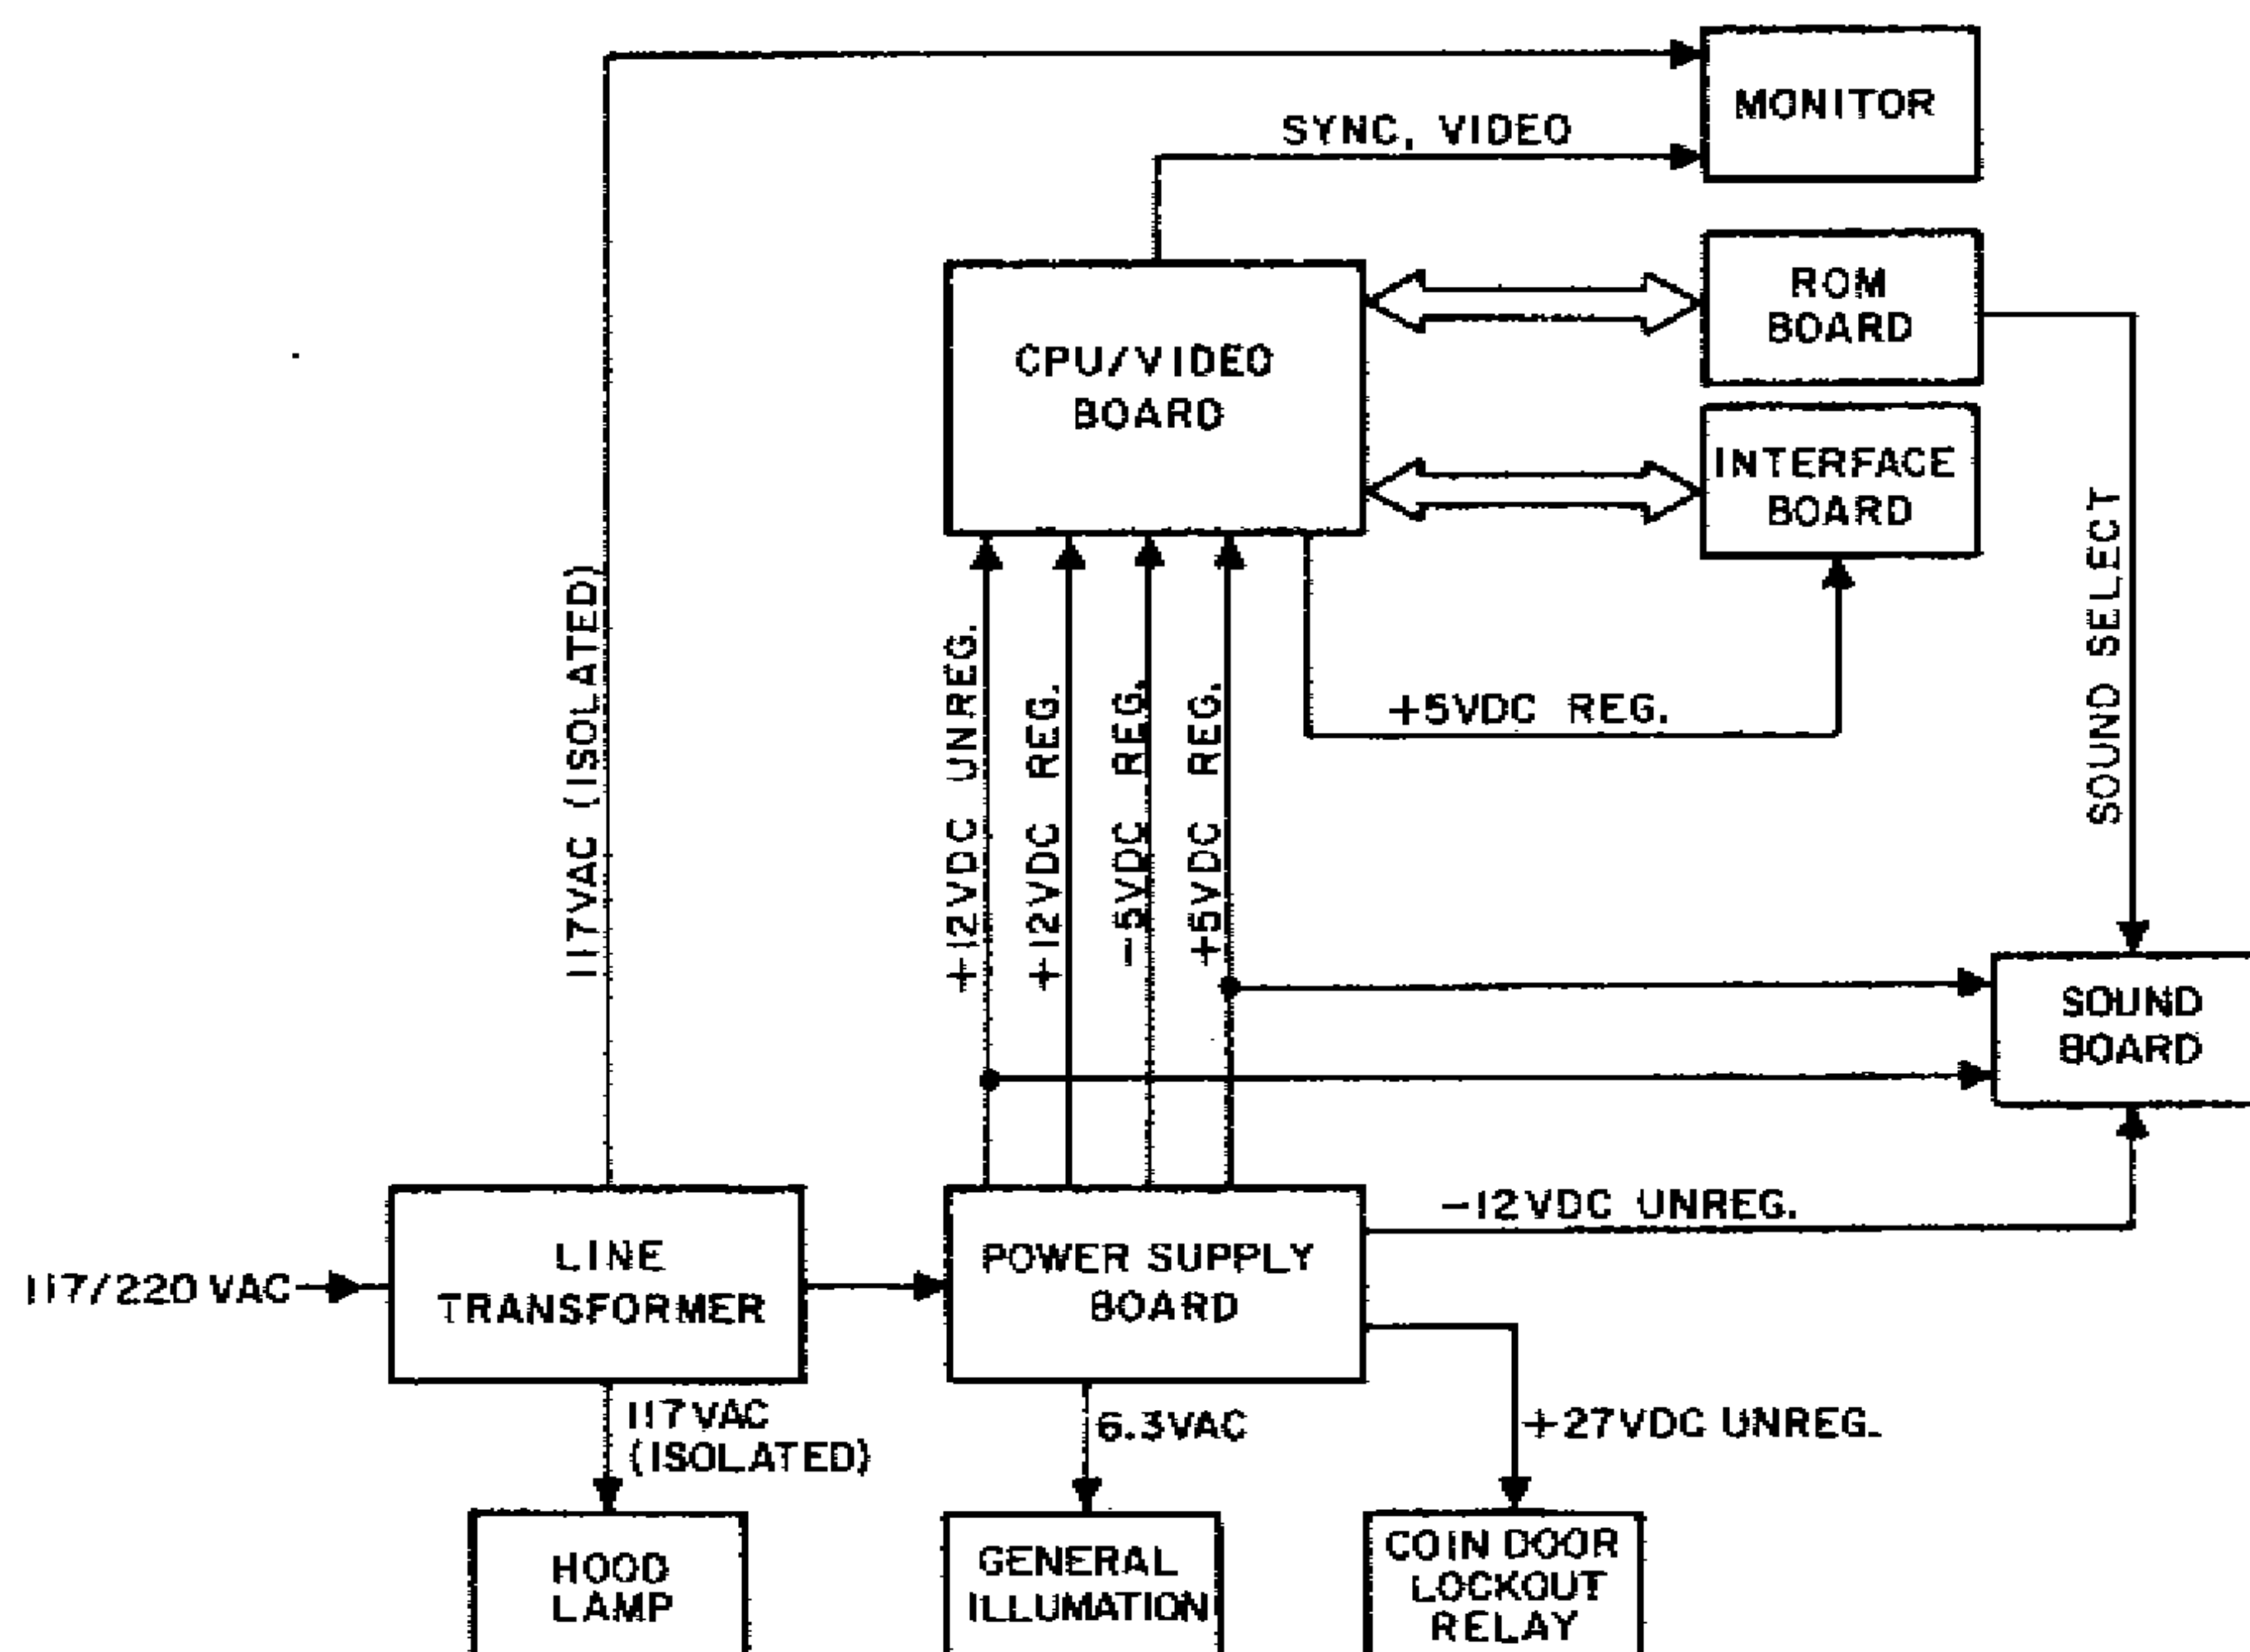 MONITOR
SYNC, VIDEO
ROM
BOARD
CPU/VIDEO
BOARD
INTERFACE
BOARD
SOUND SELECT
117VAC (ISOLATED)
+12VDC UNREG.
+12VDC REG.
-5VDC REG.
+5VDC REG.
+5VDC REG.
SOUND
BOARD
-12VDC UNREG.
117/220 VAC
LINE
TRANSFORMER
POWER SUPPLY
BOARD
117VAC
(ISOLATED)
6.3VAC
+27VDC UNREG.
HOOD
LAMP
GENERAL
ILLUMATION
COIN DOOR
LOCKOUT
RELAY